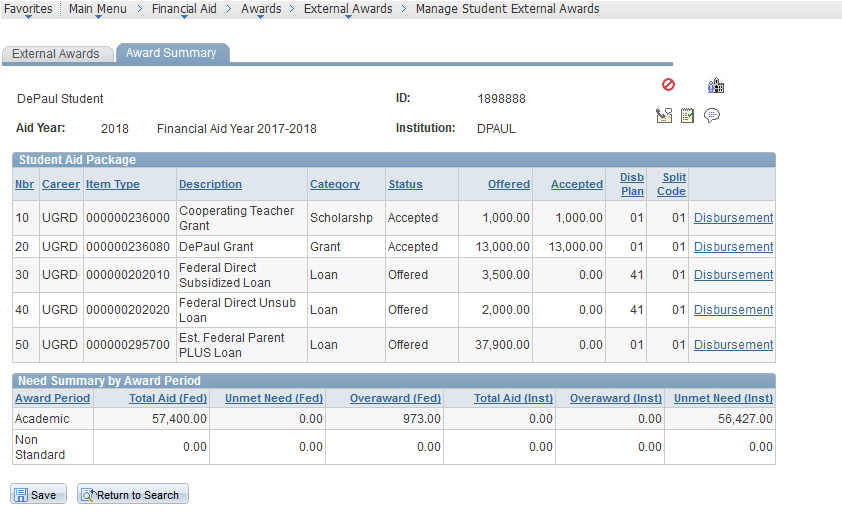 Favorites Main Menu > Financial Aid > Awards > External Awards > Manage Student External Awards
External Awards Award Summary
DePaul Student ID: 1898888
Aid Year: 2018 Financial Aid Year 2017-2018 Institution: DPAUL
Student Aid Package
Nbr Career Item Type Description Category Status Offered Accepted Disb Plan Split Code
10 UGRD 000000236000 Cooperating Teacher Grant Scholarshp Accepted 1,000.00 1,000.00 01 01 Disbursement
20 UGRD 000000236080 DePaul Grant Grant Accepted 13,000.00 13,000.00 01 01 Disbursement
30 UGRD 000000202010 Federal Direct Subsidized Loan Loan Offered 3,500.00 0.00 41 01 Disbursement
40 UGRD 000000202020 Federal Direct Unsub Loan Loan Offered 2,000.00 0.00 41 01 Disbursement
50 UGRD 000000295700 Est. Federal Parent PLUS Loan Loan Offered 37,900.00 0.00 01 01 Disbursement
Need Summary by Award Period
Award Period Total Aid (Fed) Unmet Need (Fed) Overaward (Fed) Total Aid (Inst) Overaward (Inst) Unmet Need (Inst)
Academic 57,400.00 0.00 973.00 0.00 0.00 56,427.00
Non Standard 0.00 0.00 0.00 0.00 0.00 0.00
Save Return to Search